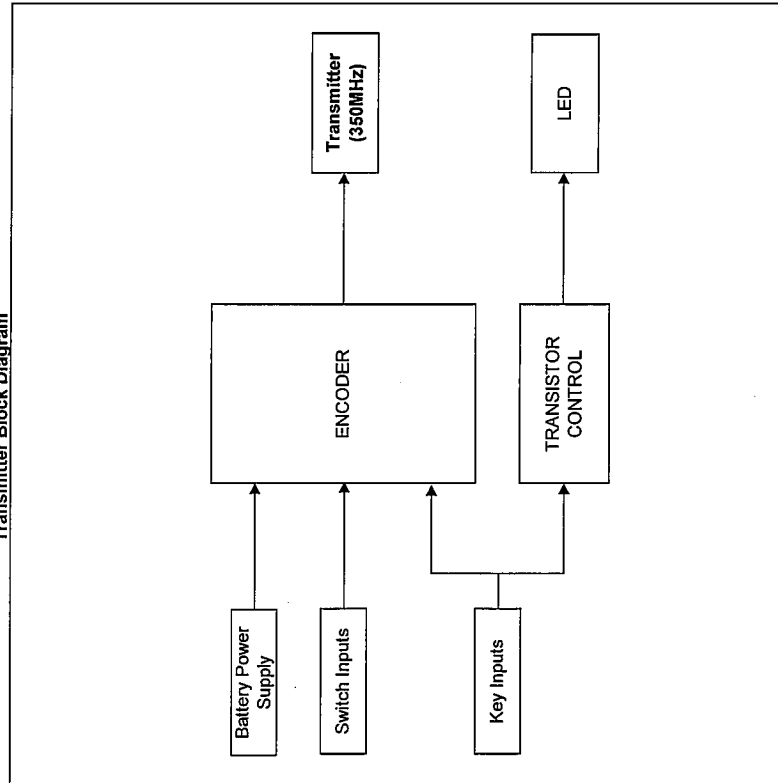 Transmitter Block Diagram
Battery Power
Supply
Switch Inputs
Key Inputs
ENCODER
TRANSISTOR
CONTROL
Transmitter
(350MHz)
LED